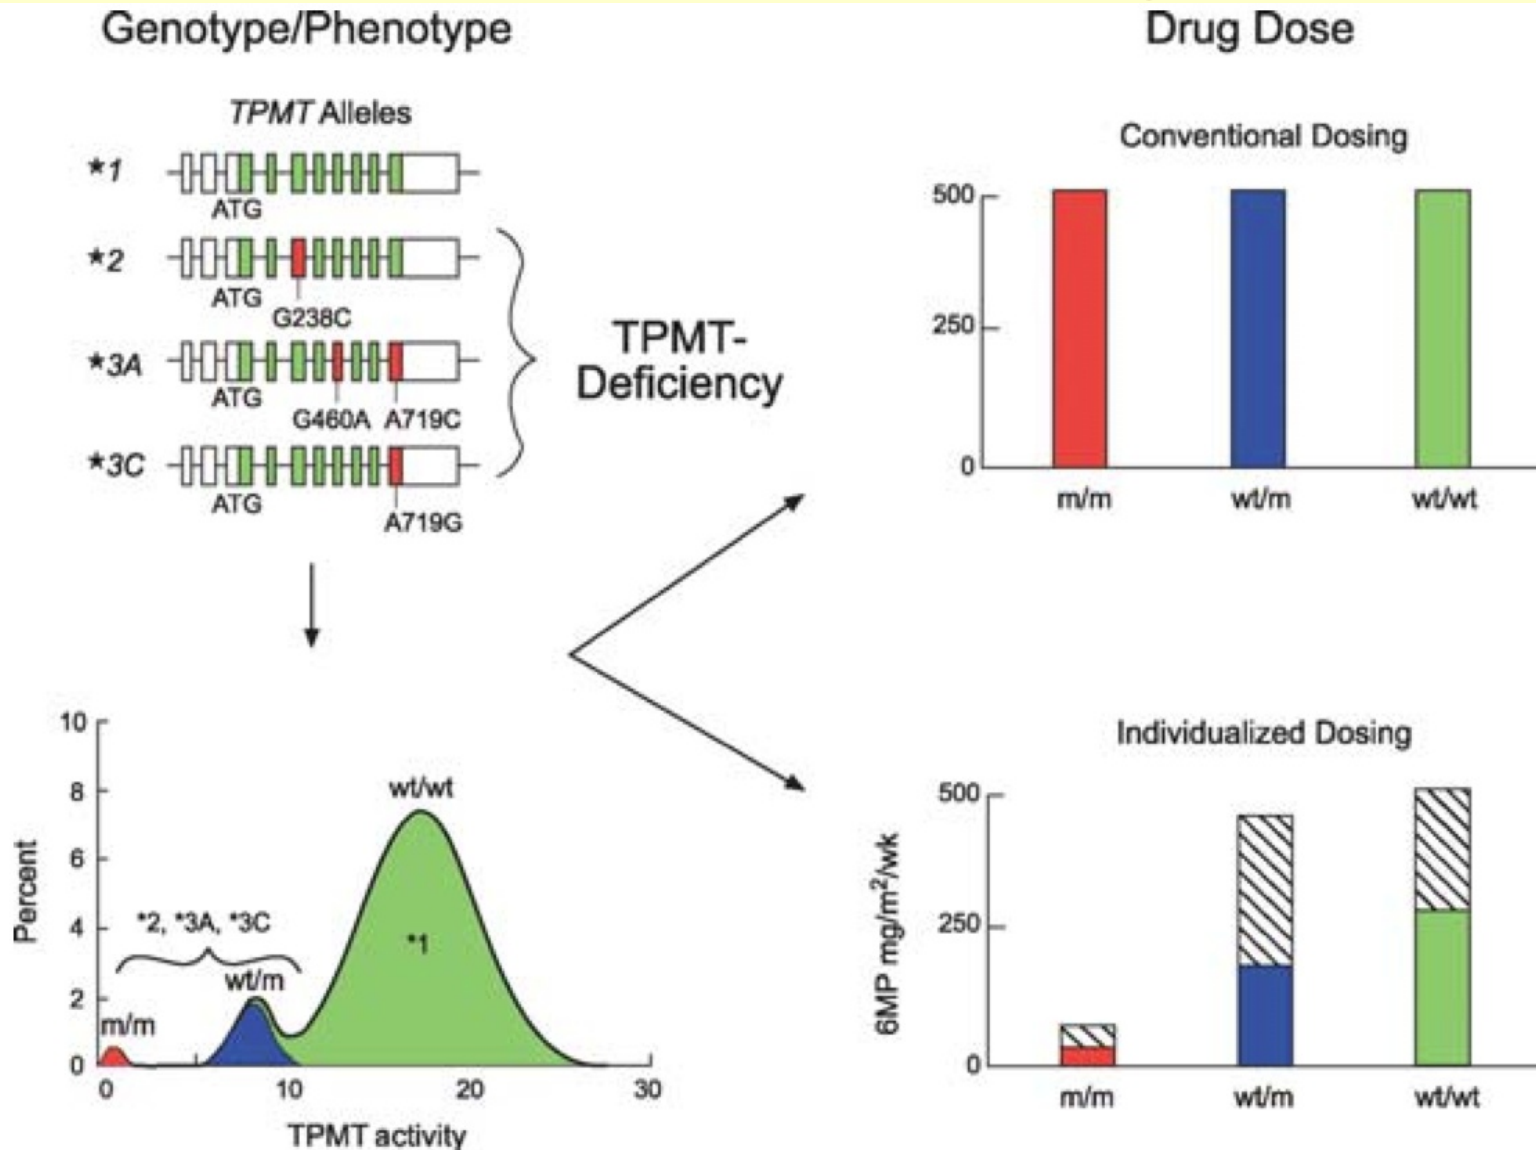 Genotype/Phenotype
TPMT Alleles
*1
ATG
*2
ATG
G238C
*3A
ATG
G460A A719C
*3C
ATG
A719G
TPMT-
Deficiency
10
8
6
4
2
0
Percent
wt/wt
*2, *3A, *3C
*1
wt/m
m/m
0 10 20 30
TPMT activity
Drug Dose
Conventional Dosing
500
250
0
m/m wt/m wt/wt
Individualized Dosing
6MP mg/m²/wk
500
250
0
m/m wt/m wt/wt